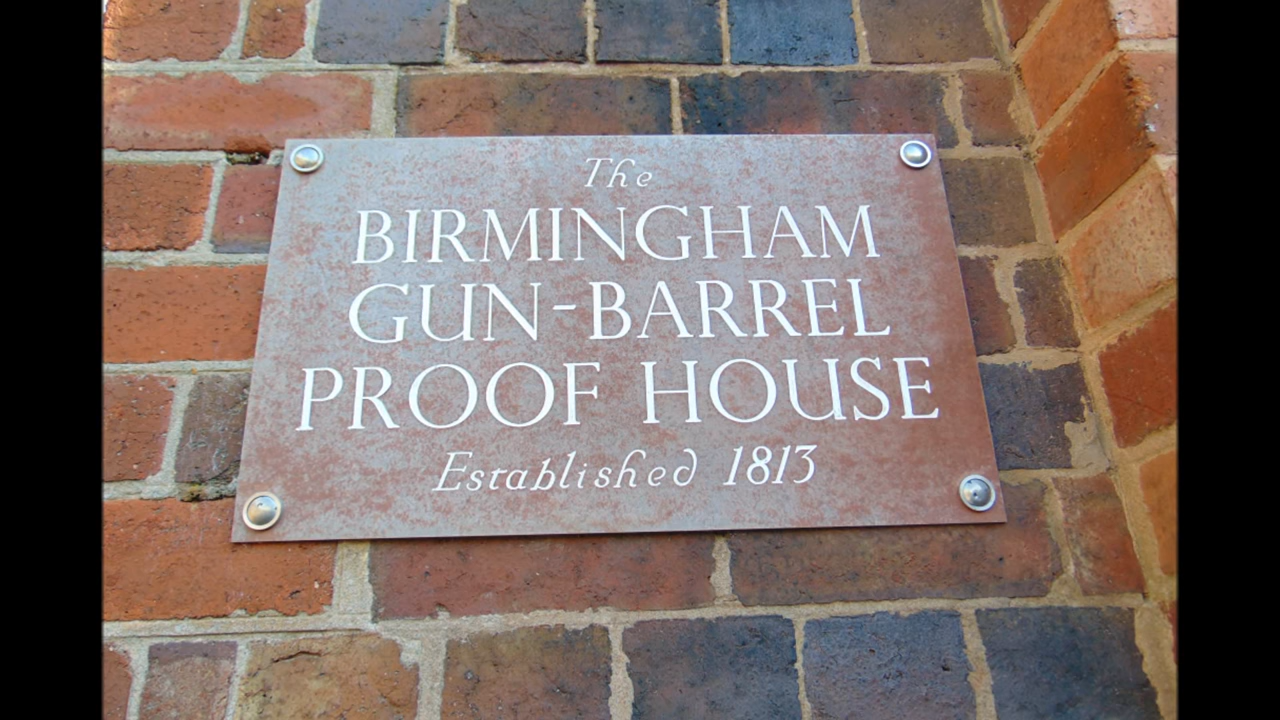 The
BIRMINGHAM
GUN-BARREL
PROOF HOUSE
Established 1813